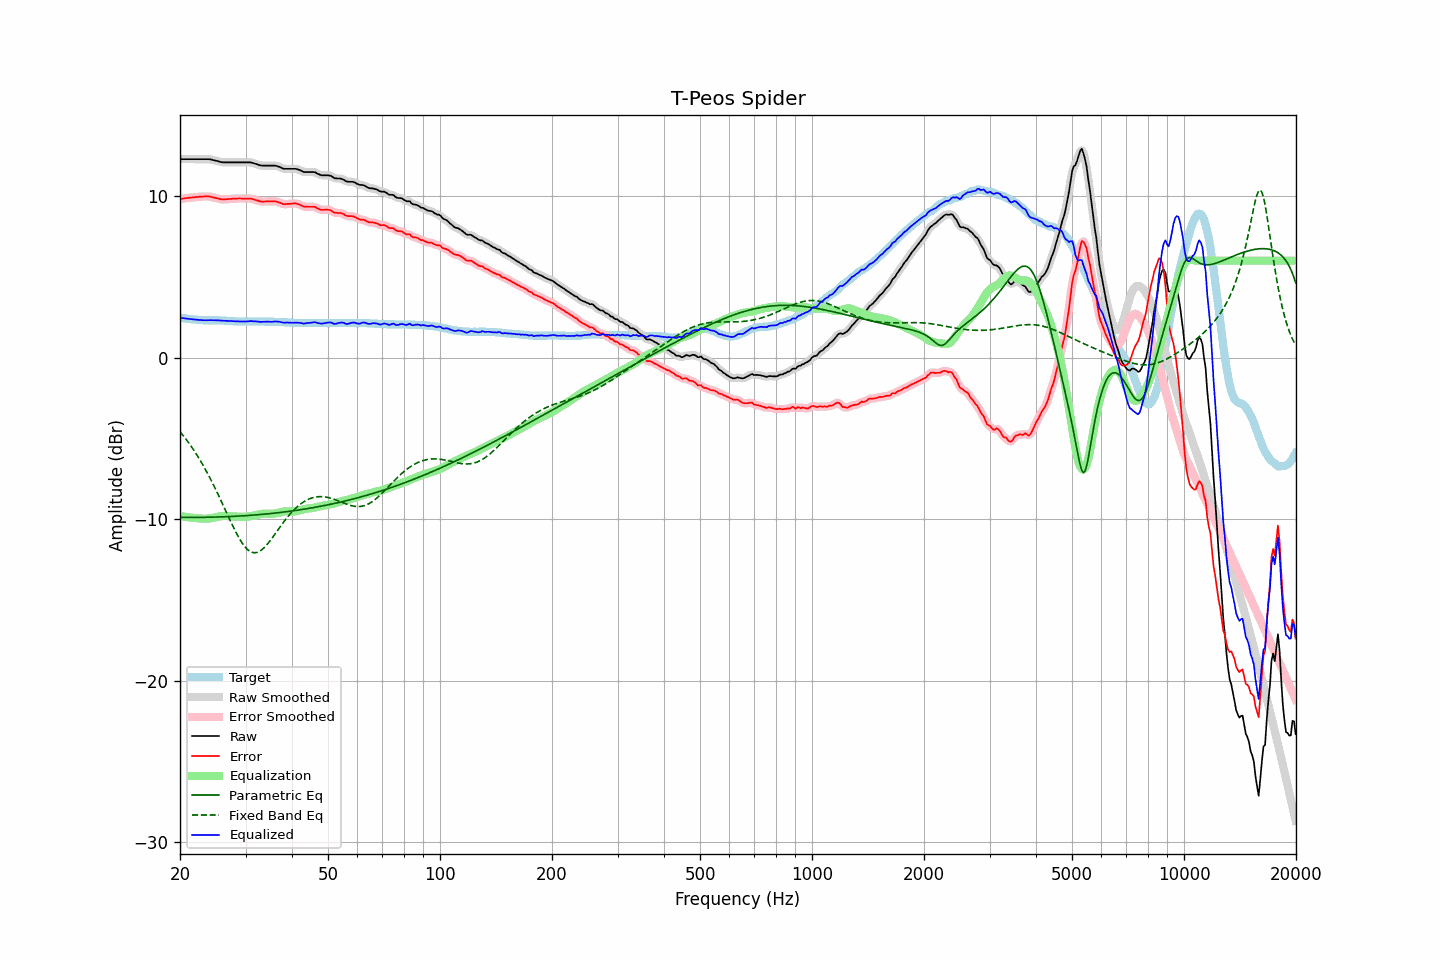 T-Peos Spider
Amplitude (dBr)
10
0
−10
−20
−30
Target
Raw Smoothed
Error Smoothed
Raw
Error
Equalization
Parametric Eq
Fixed Band Eq
Equalized
20 50 100 200 500 1000 2000 5000 10000 20000
Frequency (Hz)